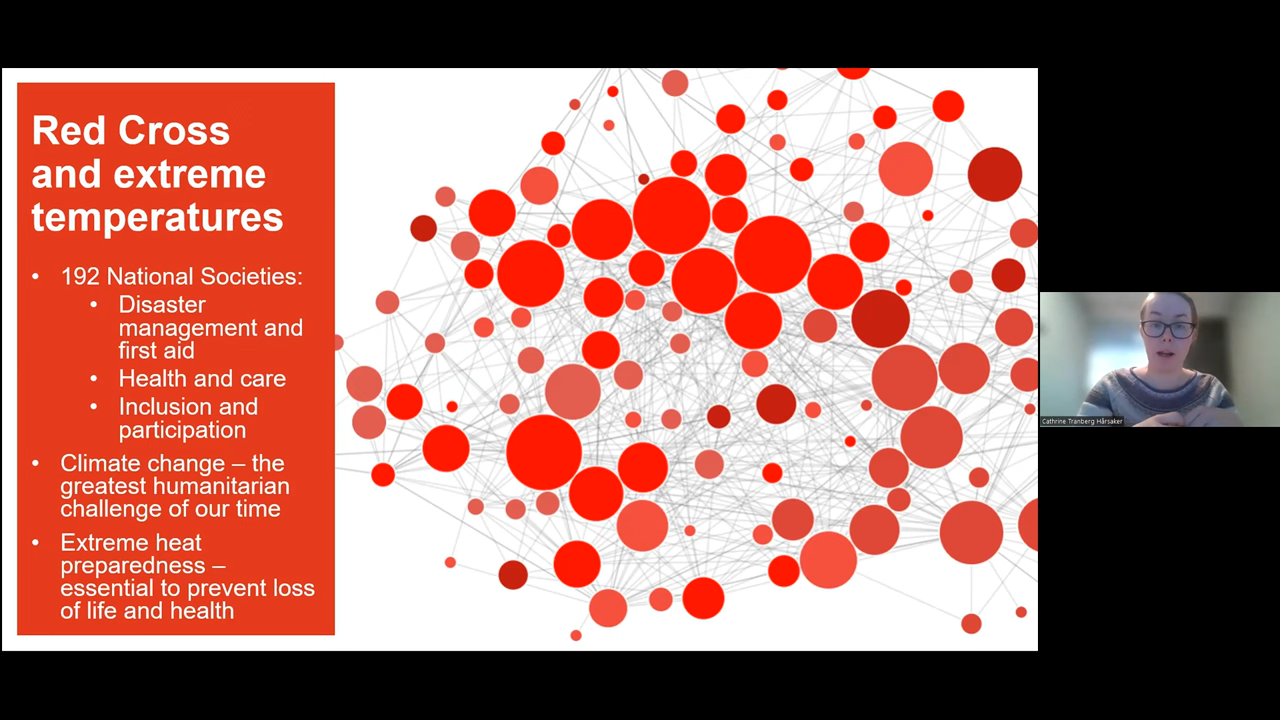 Red Cross
and extreme
temperatures
• 192 National Societies:
• Disaster
management and
first aid
• Health and care
• Inclusion and
participation
• Climate change – the
greatest humanitarian
challenge of our time
• Extreme heat
preparedness –
essential to prevent loss
of life and health
Cathrine Tranberg Hårsaker